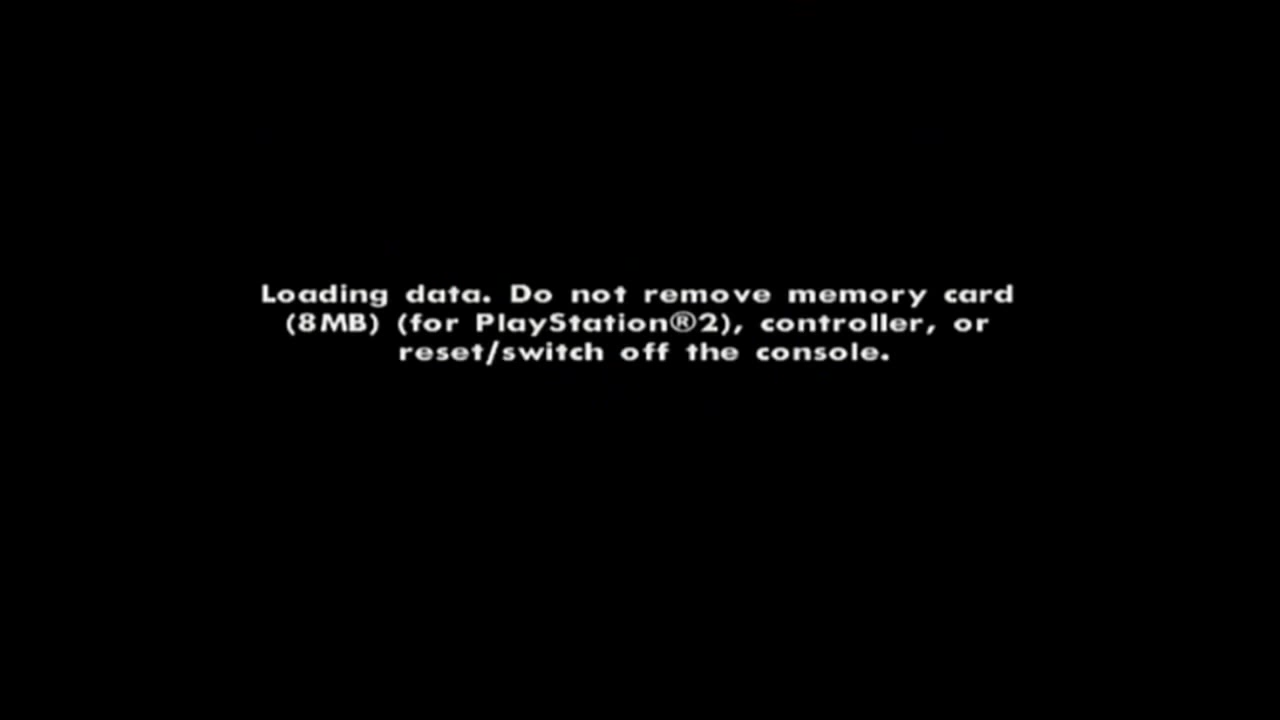 Loading data. Do not remove memory card
(8MB) (for PlayStation®2), controller, or
reset/switch off the console.